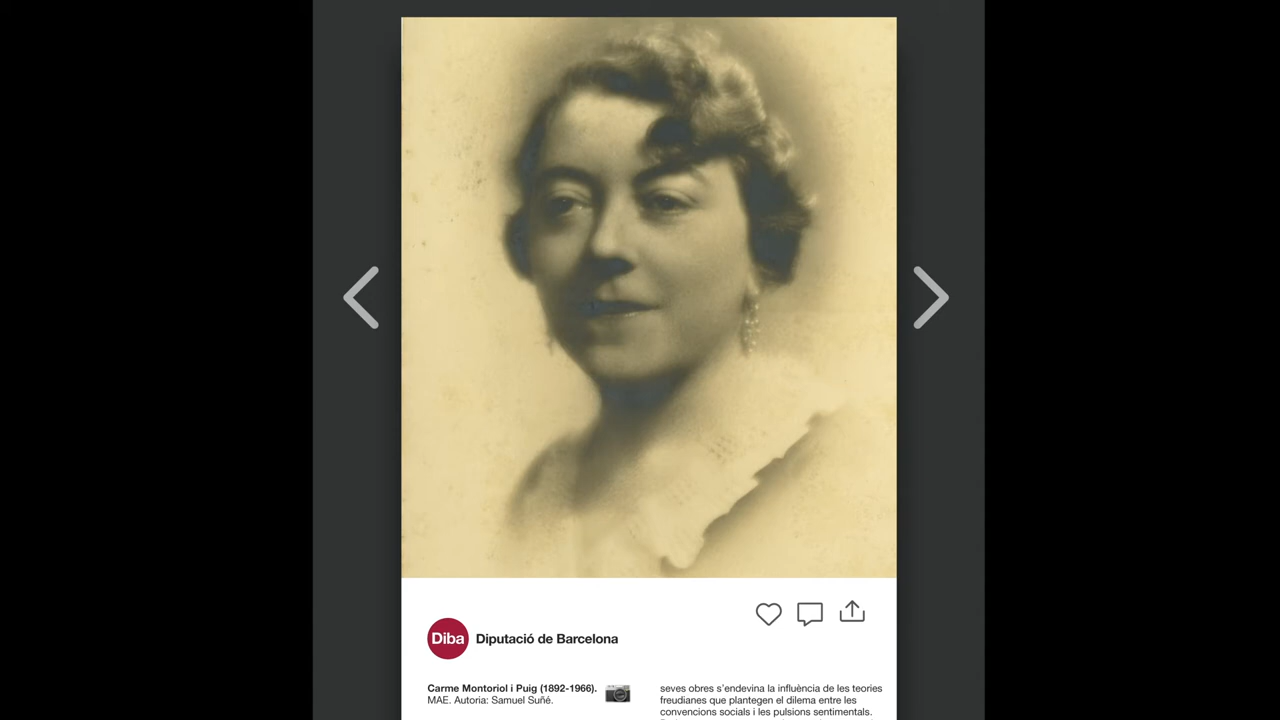 Diba
Diputació de Barcelona
Carme Montoriol i Puig (1892-1966).
MAE. Autoria: Samuel Suñé.
seves obres s'endevina la influència de les teories
freudianes que plantegen el dilema entre les
convencions socials i les pulsions sentimentals.